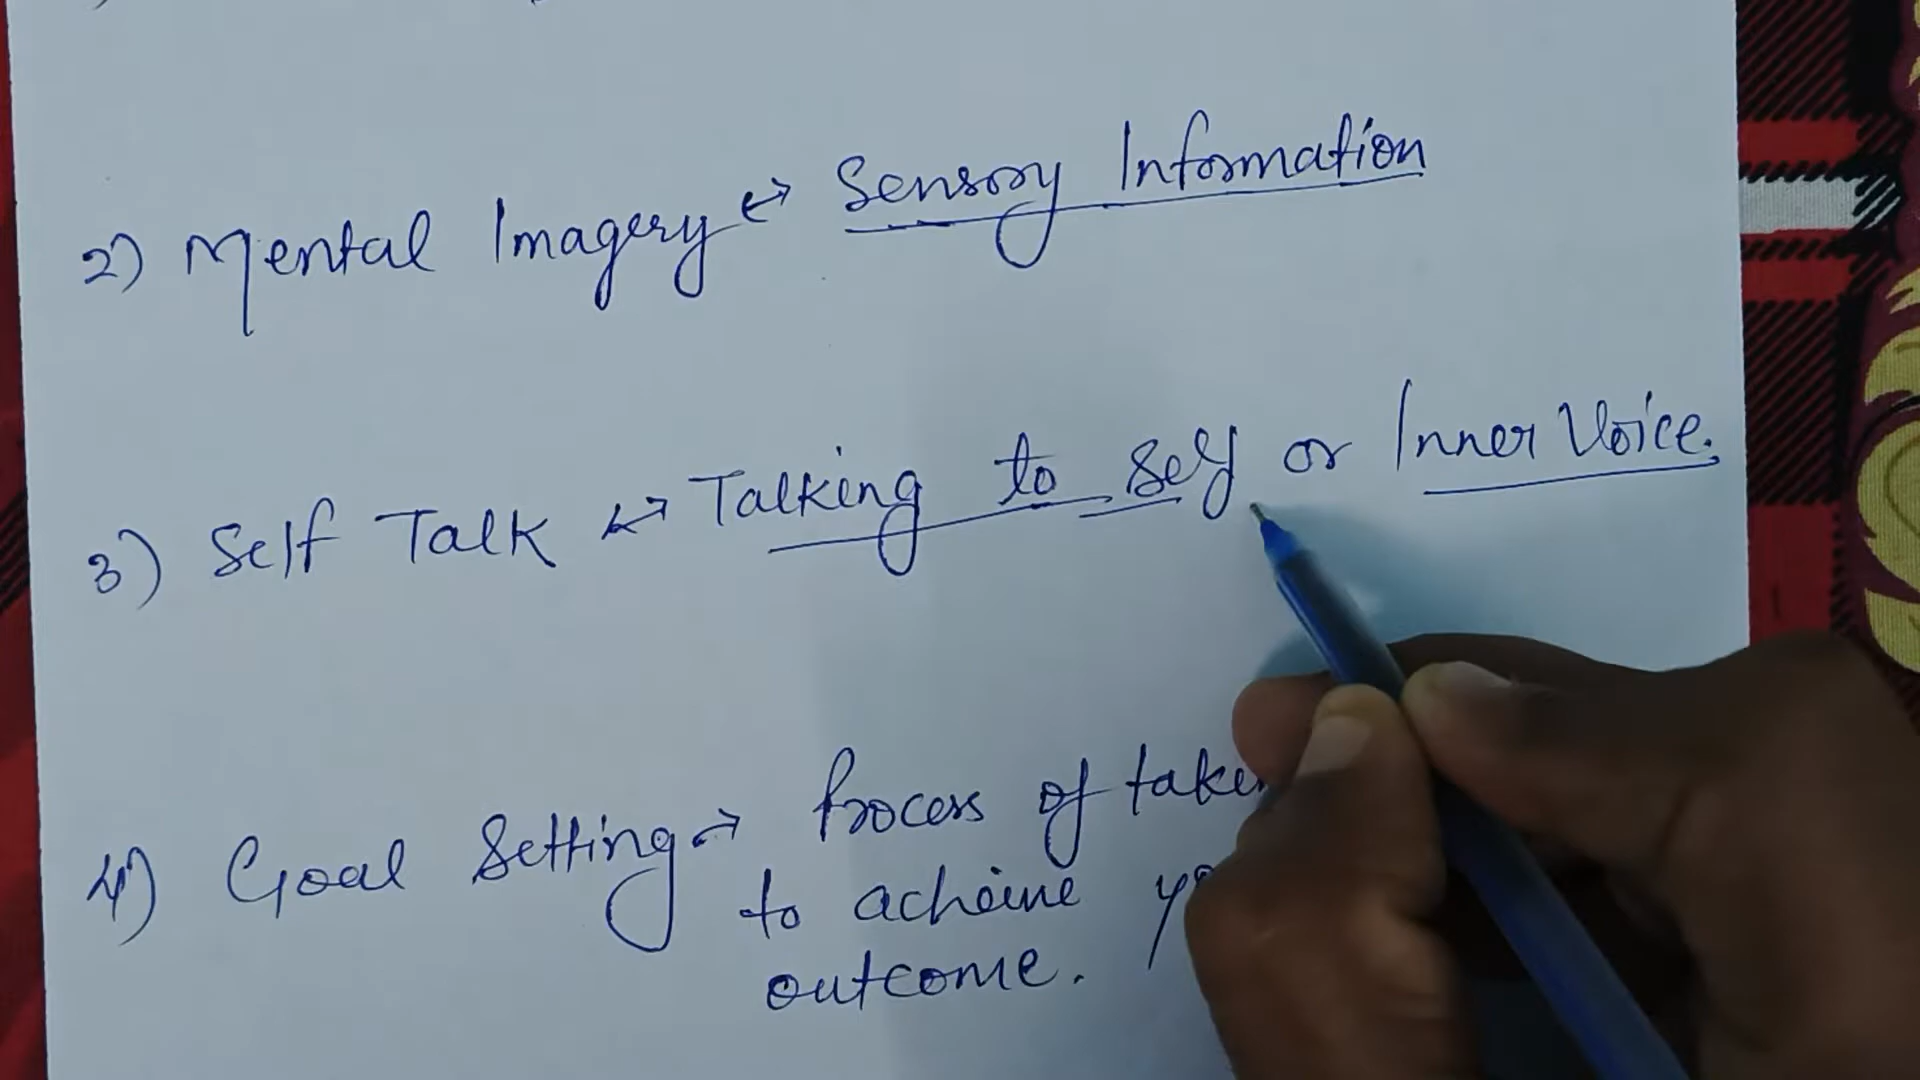 2) Mental Imagery ↔ Sensory Information
3) Self Talk ↔ Talking to Self or Inner Voice.
4) Goal Setting → Process of
to acheive
outcome.